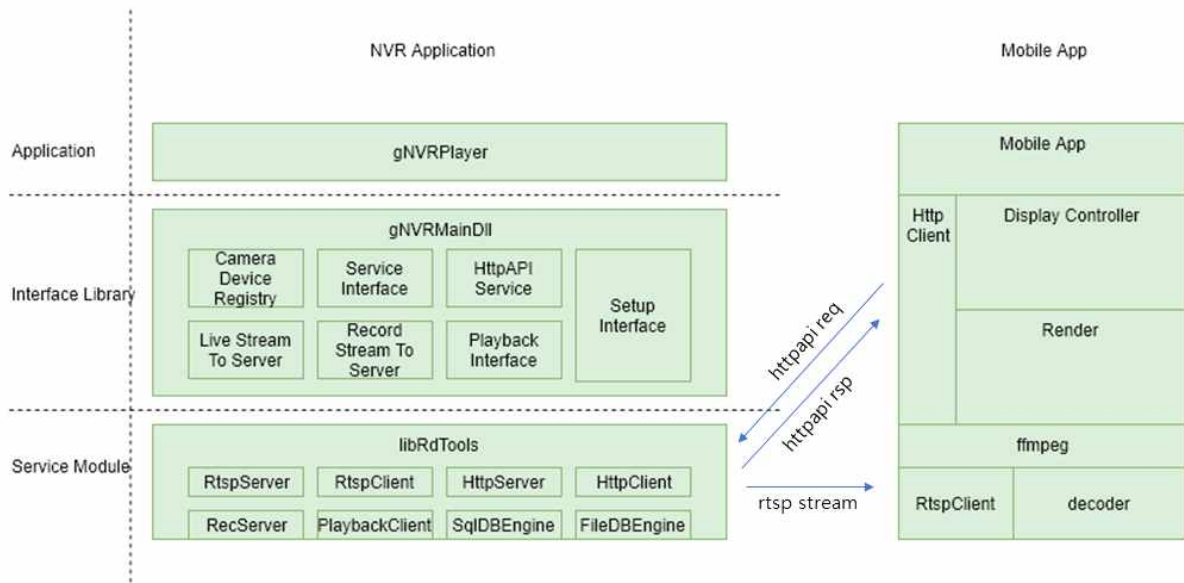 NVR Application
Mobile App
Application
gNVRPlayer
Mobile App
Interface Library
gNVRMainDll
Camera
Device
Registry
Service
Interface
HttpAPI
Service
Setup
Interface
Live Stream
To Server
Record
Stream To
Server
Playback
Interface
Http
Client
Display Controller
Render
httpapi req
httpapi rsp
Service Module
libRdTools
RtspServer
RtspClient
HttpServer
HttpClient
RecServer
PlaybackClient
SqlDBEngine
FileDBEngine
rtsp stream
ffmpeg
RtspClient
decoder